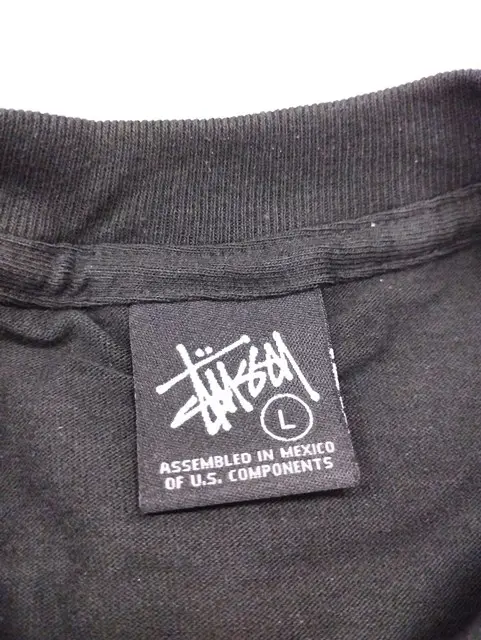 Stüssy
L
ASSEMBLED IN MEXICO
OF U.S. COMPONENTS